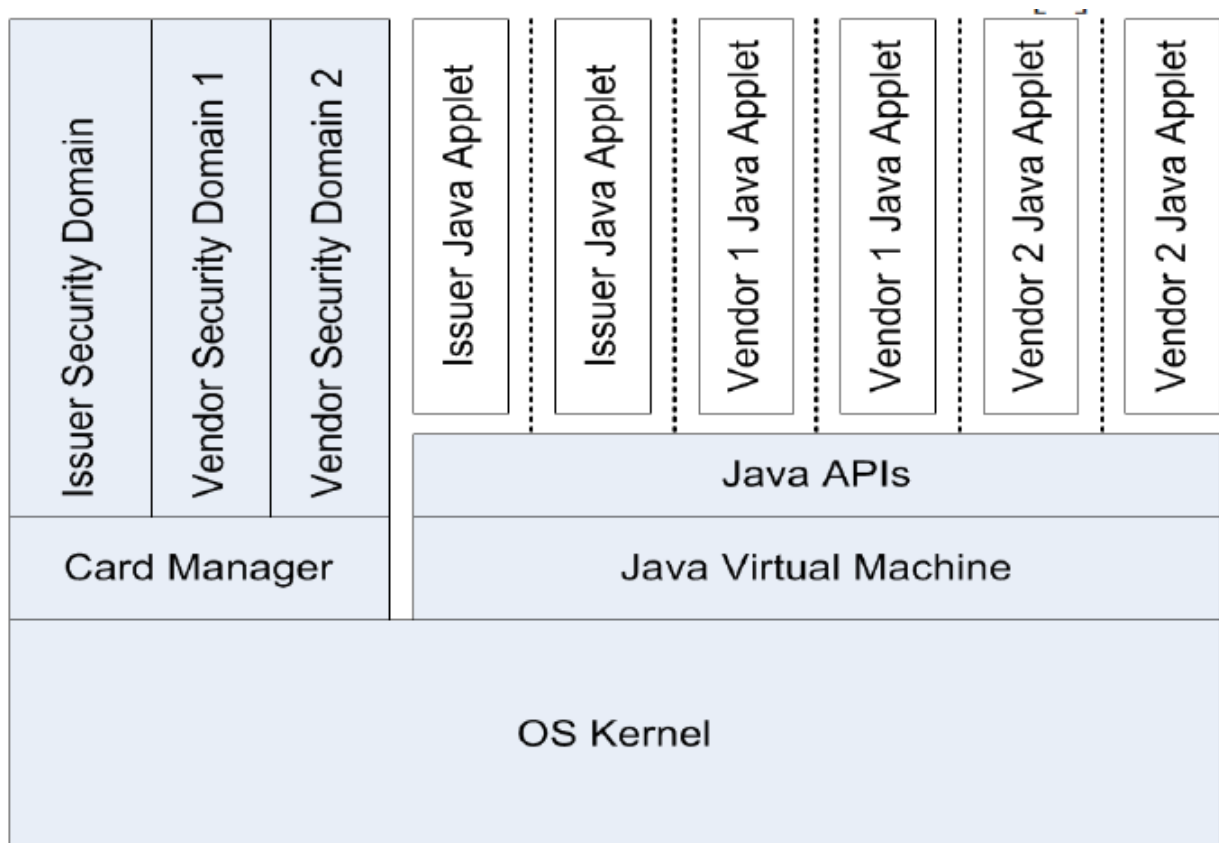 Issuer Security Domain
Vendor Security Domain 1
Vendor Security Domain 2
Issuer Java Applet
Issuer Java Applet
Vendor 1 Java Applet
Vendor 1 Java Applet
Vendor 2 Java Applet
Vendor 2 Java Applet
Java APIs
Card Manager
Java Virtual Machine
OS Kernel